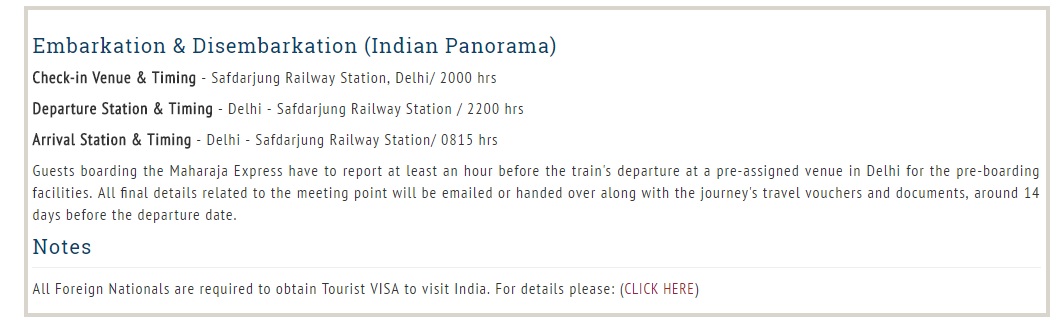 Embarkation & Disembarkation (Indian Panorama)
Check-in Venue & Timing - Safdarjung Railway Station, Delhi/ 2000 hrs
Departure Station & Timing - Delhi - Safdarjung Railway Station / 2200 hrs
Arrival Station & Timing - Delhi - Safdarjung Railway Station/ 0815 hrs
Guests boarding the Maharaja Express have to report at least an hour before the train's departure at a pre-assigned venue in Delhi for the pre-boarding
facilities. All final details related to the meeting point will be emailed or handed over along with the journey's travel vouchers and documents, around 14
days before the departure date.
Notes
All Foreign Nationals are required to obtain Tourist VISA to visit India. For details please: (CLICK HERE)